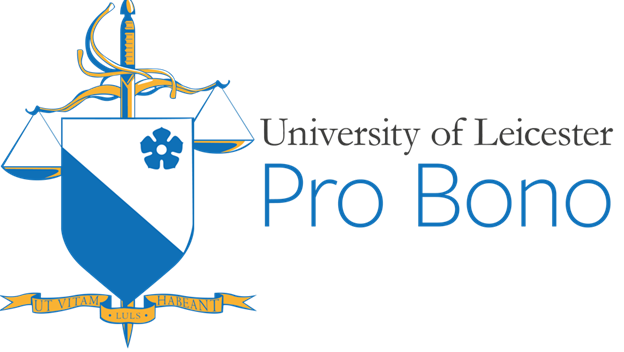 University of Leicester
Pro Bono
UT VITAM HABEANT
· LULS ·